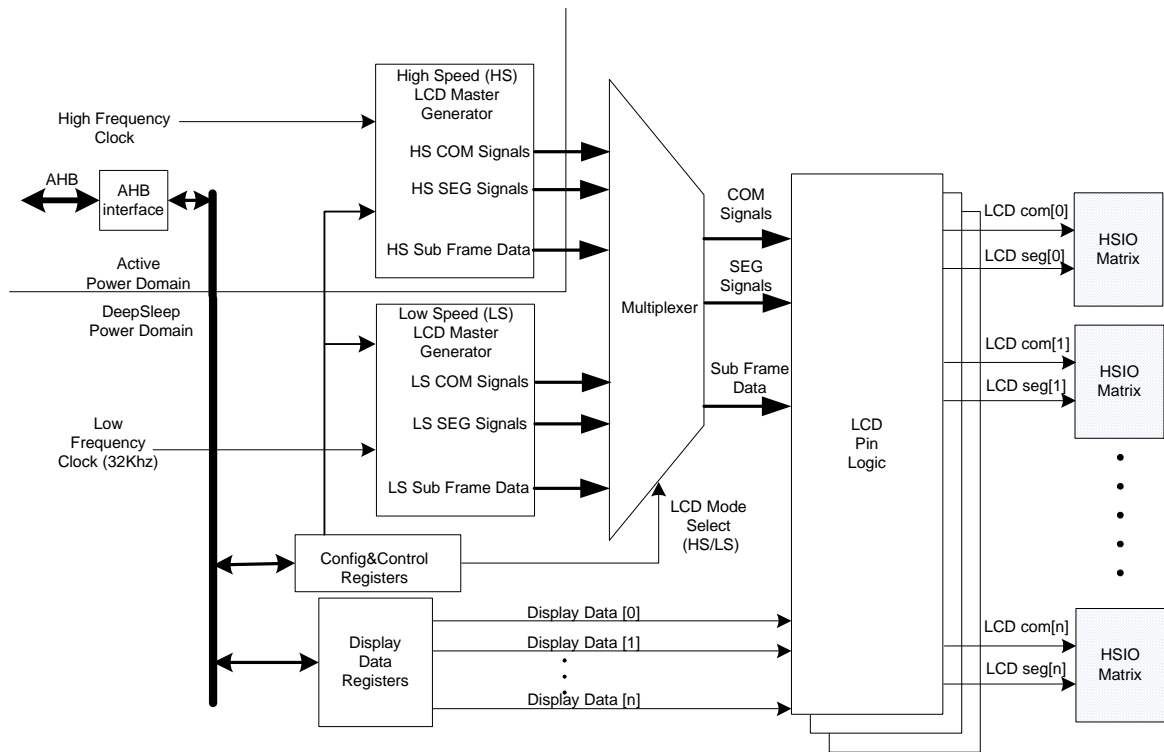 High Speed (HS)
LCD Master
Generator
High Frequency
Clock
HS COM Signals
HS SEG Signals
HS Sub Frame Data
AHB
AHB
interface
Active
Power Domain
DeepSleep
Power Domain
Low Speed (LS)
LCD Master
Generator
LS COM Signals
LS SEG Signals
LS Sub Frame Data
Low
Frequency
Clock (32Khz)
Multiplexer
COM
Signals
SEG
Signals
Sub Frame
Data
LCD Mode
Select
(HS/LS)
Config&Control
Registers
Display
Data
Registers
Display Data [0]
Display Data [1]
Display Data [n]
LCD
Pin
Logic
LCD com[0]
LCD seg[0]
HSIO
Matrix
LCD com[1]
LCD seg[1]
HSIO
Matrix
LCD com[n]
LCD seg[n]
HSIO
Matrix